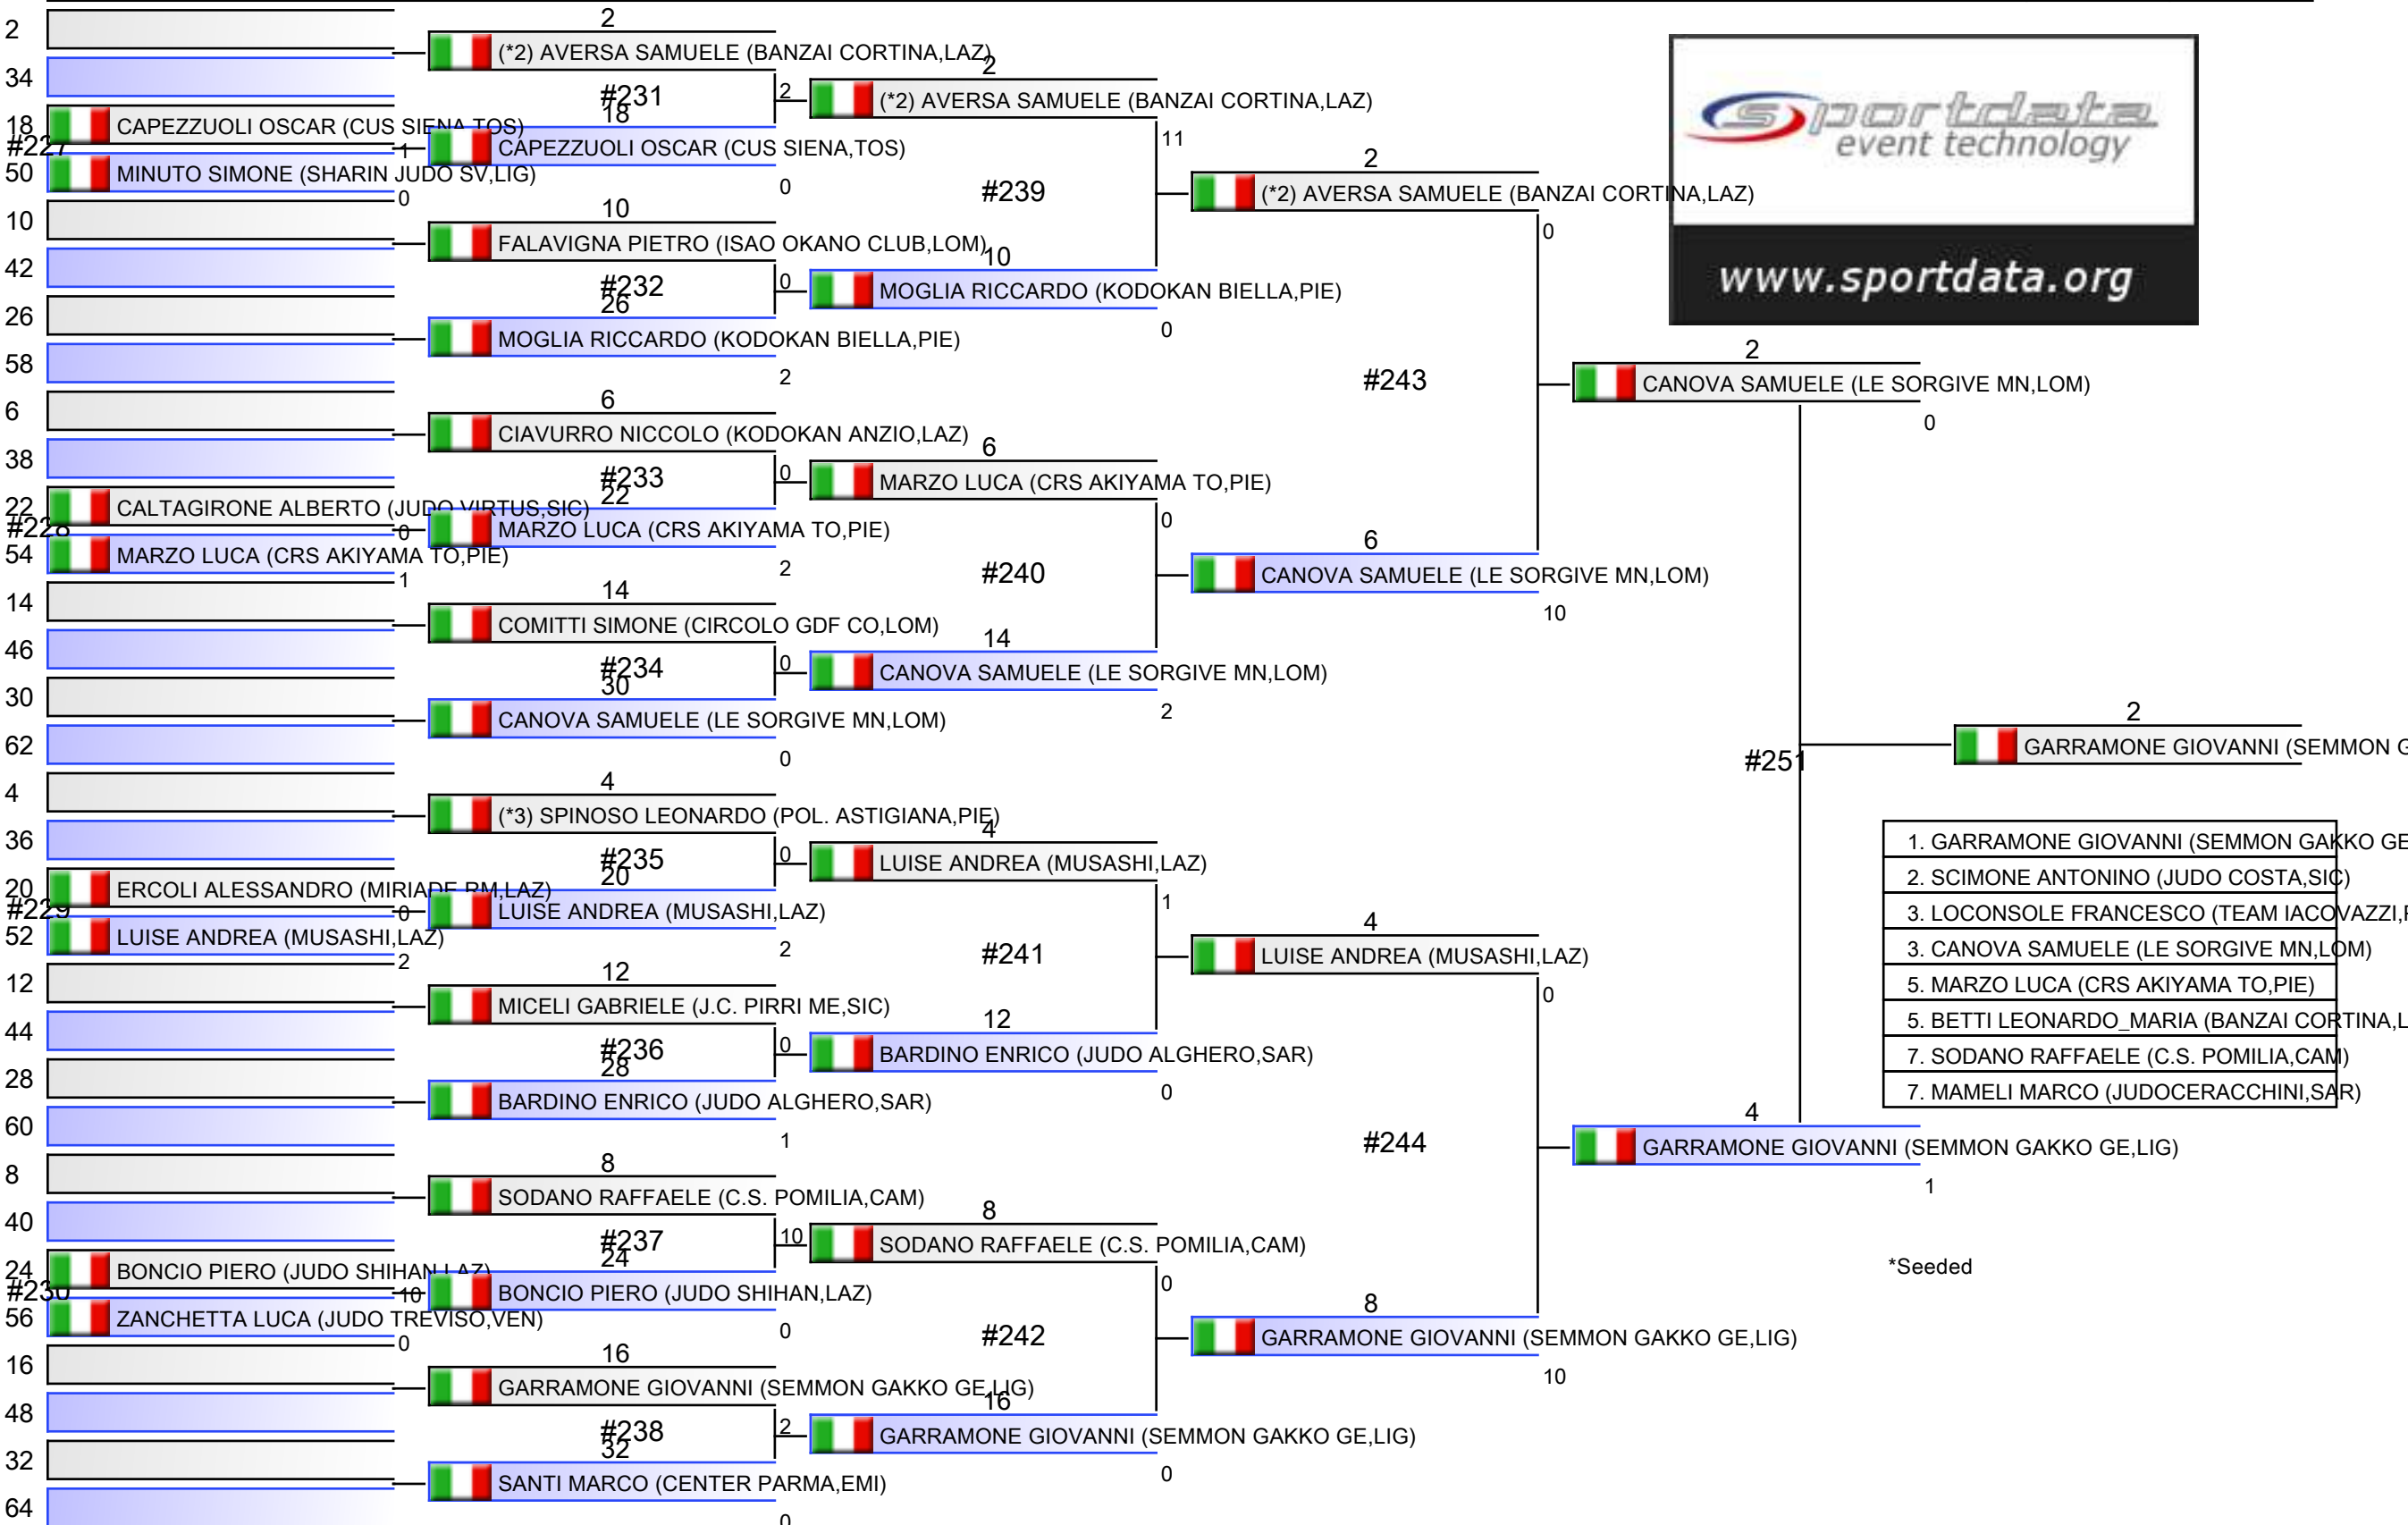 2
34
18
#227
50
10
42
26
58
6
38
22
#228
54
14
46
30
62
4
36
20
#229
52
12
44
28
60
8
40
24
#230
56
16
48
32
64
CAPEZZUOLI OSCAR (CUS SIENA,TOS)
1
MINUTO SIMONE (SHARIN JUDO SV,LIG)
0
CALTAGIRONE ALBERTO (JUDO VIRTUS,SIC)
0
MARZO LUCA (CRS AKIYAMA TO,PIE)
1
ERCOLI ALESSANDRO (MIRIADE RM,LAZ)
0
LUISE ANDREA (MUSASHI,LAZ)
2
BONCIO PIERO (JUDO SHIHAN,LAZ)
10
ZANCHETTA LUCA (JUDO TREVISO,VEN)
0
2
(*2) AVERSA SAMUELE (BANZAI CORTINA,LAZ)
2
#231
18
CAPEZZUOLI OSCAR (CUS SIENA,TOS)
0
10
FALAVIGNA PIETRO (ISAO OKANO CLUB,LOM)
0
#232
26
MOGLIA RICCARDO (KODOKAN BIELLA,PIE)
2
6
CIAVURRO NICCOLO (KODOKAN ANZIO,LAZ)
0
#233
22
MARZO LUCA (CRS AKIYAMA TO,PIE)
2
14
COMITTI SIMONE (CIRCOLO GDF CO,LOM)
0
#234
30
CANOVA SAMUELE (LE SORGIVE MN,LOM)
0
4
(*3) SPINOSO LEONARDO (POL. ASTIGIANA,PIE)
0
#235
20
LUISE ANDREA (MUSASHI,LAZ)
2
12
MICELI GABRIELE (J.C. PIRRI ME,SIC)
0
#236
28
BARDINO ENRICO (JUDO ALGHERO,SAR)
1
8
SODANO RAFFAELE (C.S. POMILIA,CAM)
10
#237
24
BONCIO PIERO (JUDO SHIHAN,LAZ)
0
16
GARRAMONE GIOVANNI (SEMMON GAKKO GE,LIG)
2
#238
32
SANTI MARCO (CENTER PARMA,EMI)
0
2
(*2) AVERSA SAMUELE (BANZAI CORTINA,LAZ)
11
#239
10
MOGLIA RICCARDO (KODOKAN BIELLA,PIE)
0
6
MARZO LUCA (CRS AKIYAMA TO,PIE)
0
#240
14
CANOVA SAMUELE (LE SORGIVE MN,LOM)
2
4
LUISE ANDREA (MUSASHI,LAZ)
1
#241
12
BARDINO ENRICO (JUDO ALGHERO,SAR)
0
8
SODANO RAFFAELE (C.S. POMILIA,CAM)
0
#242
16
GARRAMONE GIOVANNI (SEMMON GAKKO GE,LIG)
0
2
(*2) AVERSA SAMUELE (BANZAI CORTINA,LAZ)
0
#243
6
CANOVA SAMUELE (LE SORGIVE MN,LOM)
10
4
LUISE ANDREA (MUSASHI,LAZ)
0
#244
8
GARRAMONE GIOVANNI (SEMMON GAKKO GE,LIG)
10
sportdata
event technology
www.sportdata.org
2
CANOVA SAMUELE (LE SORGIVE MN,LOM)
0
#251
4
GARRAMONE GIOVANNI (SEMMON GAKKO GE,LIG)
1
2
GARRAMONE GIOVANNI (SEMMON G
1. GARRAMONE GIOVANNI (SEMMON GAKKO GE
2. SCIMONE ANTONINO (JUDO COSTA,SIC)
3. LOCONSOLE FRANCESCO (TEAM IACOVAZZI,
3. CANOVA SAMUELE (LE SORGIVE MN,LOM)
5. MARZO LUCA (CRS AKIYAMA TO,PIE)
5. BETTI LEONARDO_MARIA (BANZAI CORTINA,L
7. SODANO RAFFAELE (C.S. POMILIA,CAM)
7. MAMELI MARCO (JUDOCERACCHINI,SAR)
*Seeded